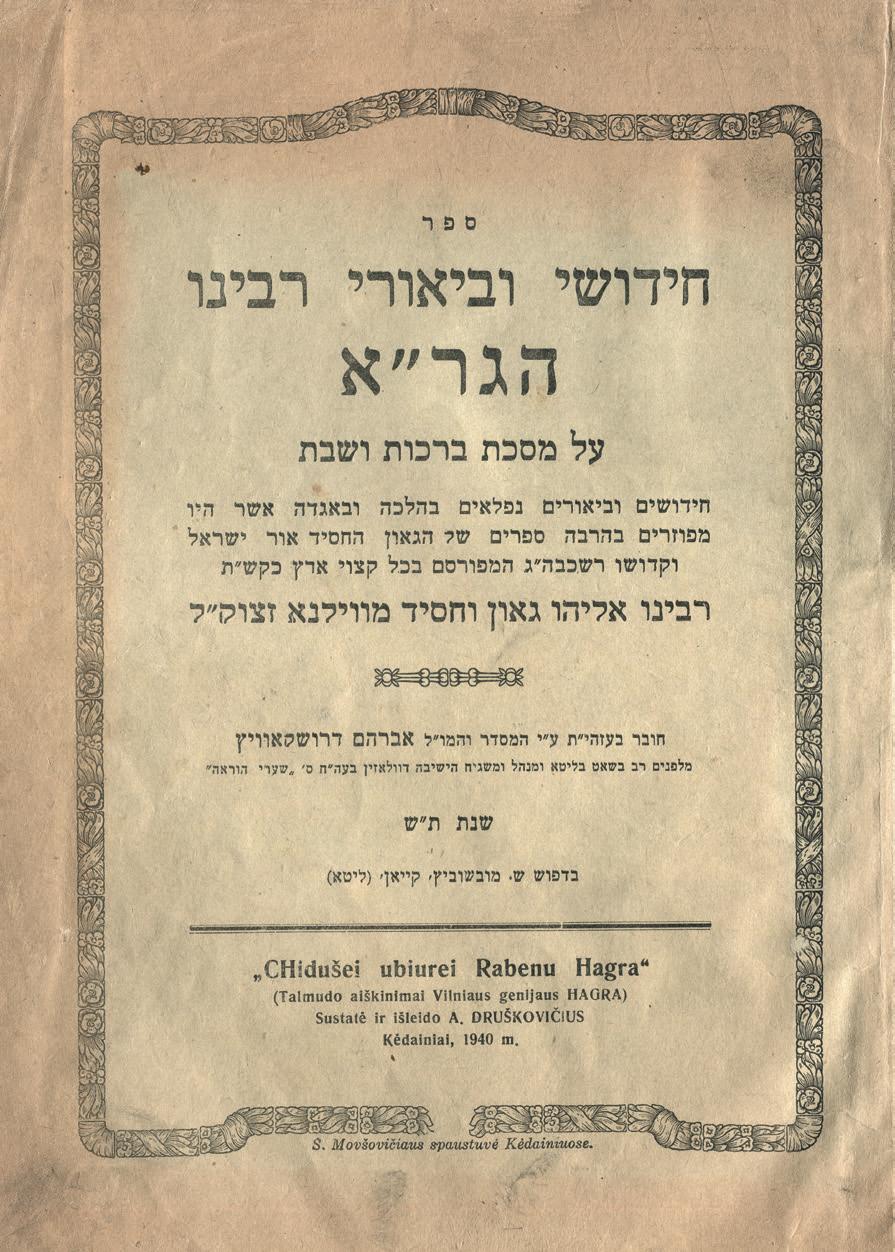 ספר
חידושי וביאורי רבינו
הגר״א
על מסכת ברכות ושבת
חידושים וביאורים נפלאים בהלכה ובאגדה אשר היו
מפוזרים בהרבה ספרים של הגאון החסיד אור ישראל
וקדושו רשכבה״ג המפורסם בכל קצוי ארץ כקש״ת
רבינו אליהו גאון וחסיד מווילנא זצוק״ל
חובר בעזהי״ת ע״י המסדר והמו״ל אברהם דרושקאוויץ
מלפנים רב בשאט בליטא ומנהל ומשגיח הישיבה דוולאזין בעה״ח ס׳ „שערי הוראה״
שנת ת״ש
בדפוש ש. מובשוביץ, קייאן, (ליטא)
„CHidušei ubiurei Rabenu Hagra“
(Talmudo aiškinimai Vilniaus genijaus HAGRA)
Sustatė ir išleido A. DRUŠKOVIČIUS
Kėdainiai, 1940 m.
S. Movšovičiaus spaustuvė Kėdainiuose.